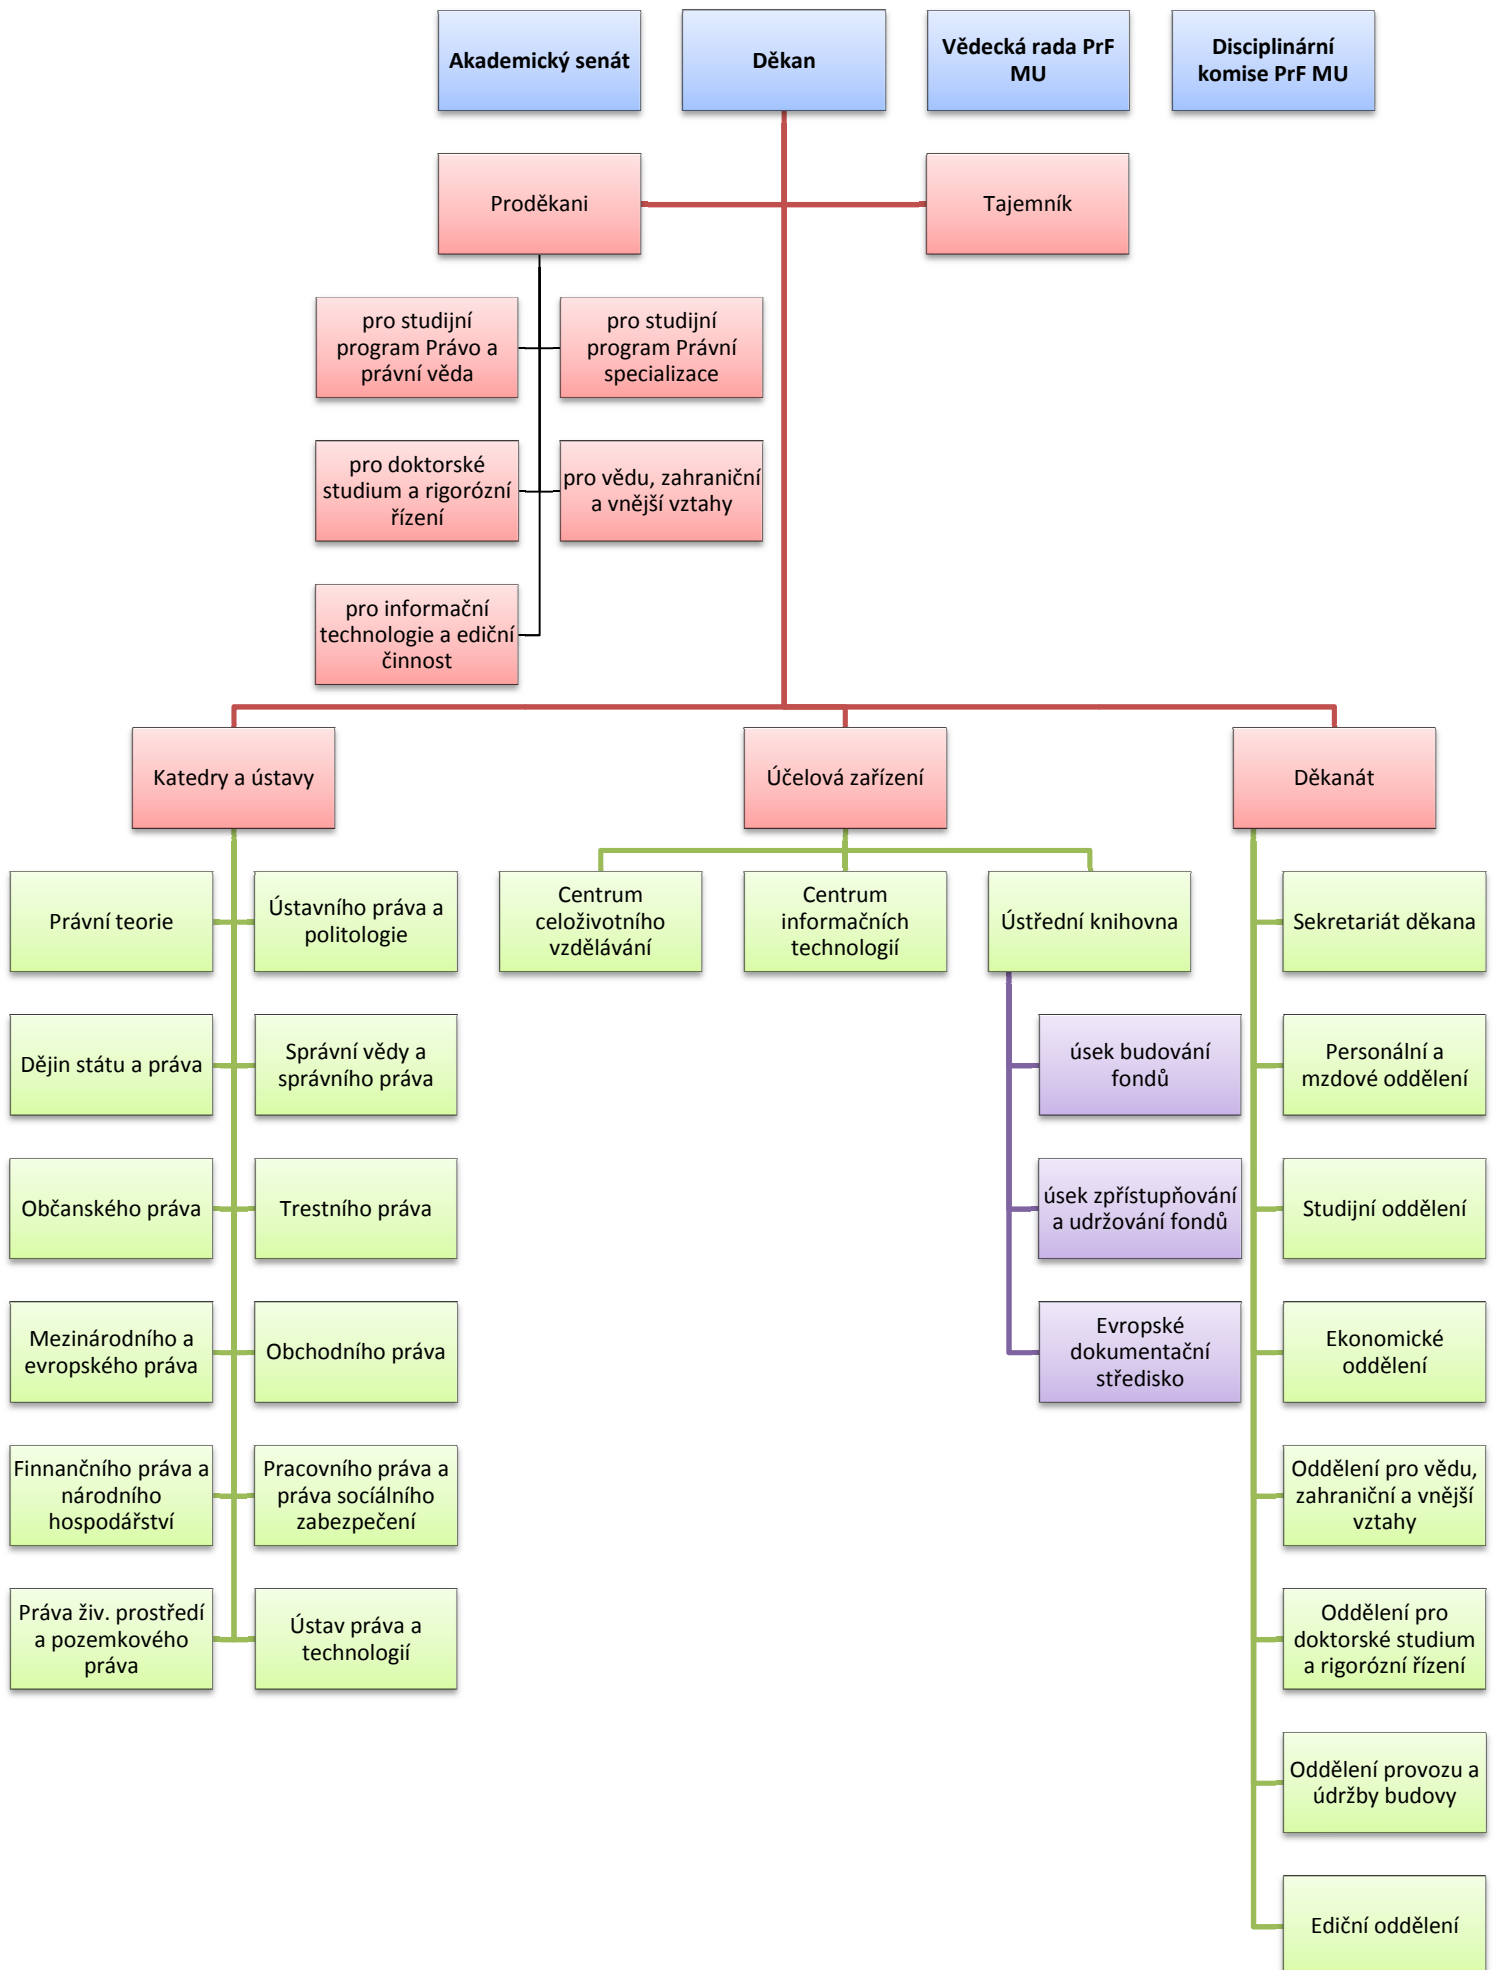 Akademický senát
Děkan
Vědecká rada PrF
MU
Disciplinární
komise PrF MU
Proděkani
Tajemník
pro studijní
program Právo a
právní věda
pro studijní
program Právní
specializace
pro doktorské
studium a rigorózní
řízení
pro vědu, zahraniční
a vnější vztahy
pro informační
technologie a ediční
činnost
Katedry a ústavy
Účelová zařízení
Děkanát
Právní teorie
Ústavního práva a
politologie
Centrum
celoživotního
vzdělávání
Centrum
informačních
technologií
Ústřední knihovna
Sekretariát děkana
Dějin státu a práva
Správní vědy a
správního práva
úsek budování
fondů
Personální a
mzdové oddělení
Občanského práva
Trestního práva
úsek zpřístupňování
a udržování fondů
Studijní oddělení
Mezinárodního a
evropského práva
Obchodního práva
Evropské
dokumentační
středisko
Ekonomické
oddělení
Finnančního práva a
národního
hospodářství
Pracovního práva a
práva socíálního
zabezpečení
Oddělení pro vědu,
zahraniční a vnější
vztahy
Práva živ. prostředí
a pozemkového
práva
Ústav práva a
technologií
Oddělení pro
doktorské studium
a rigorózní řízení
Oddělení provozu a
údržby budovy
Ediční oddělení